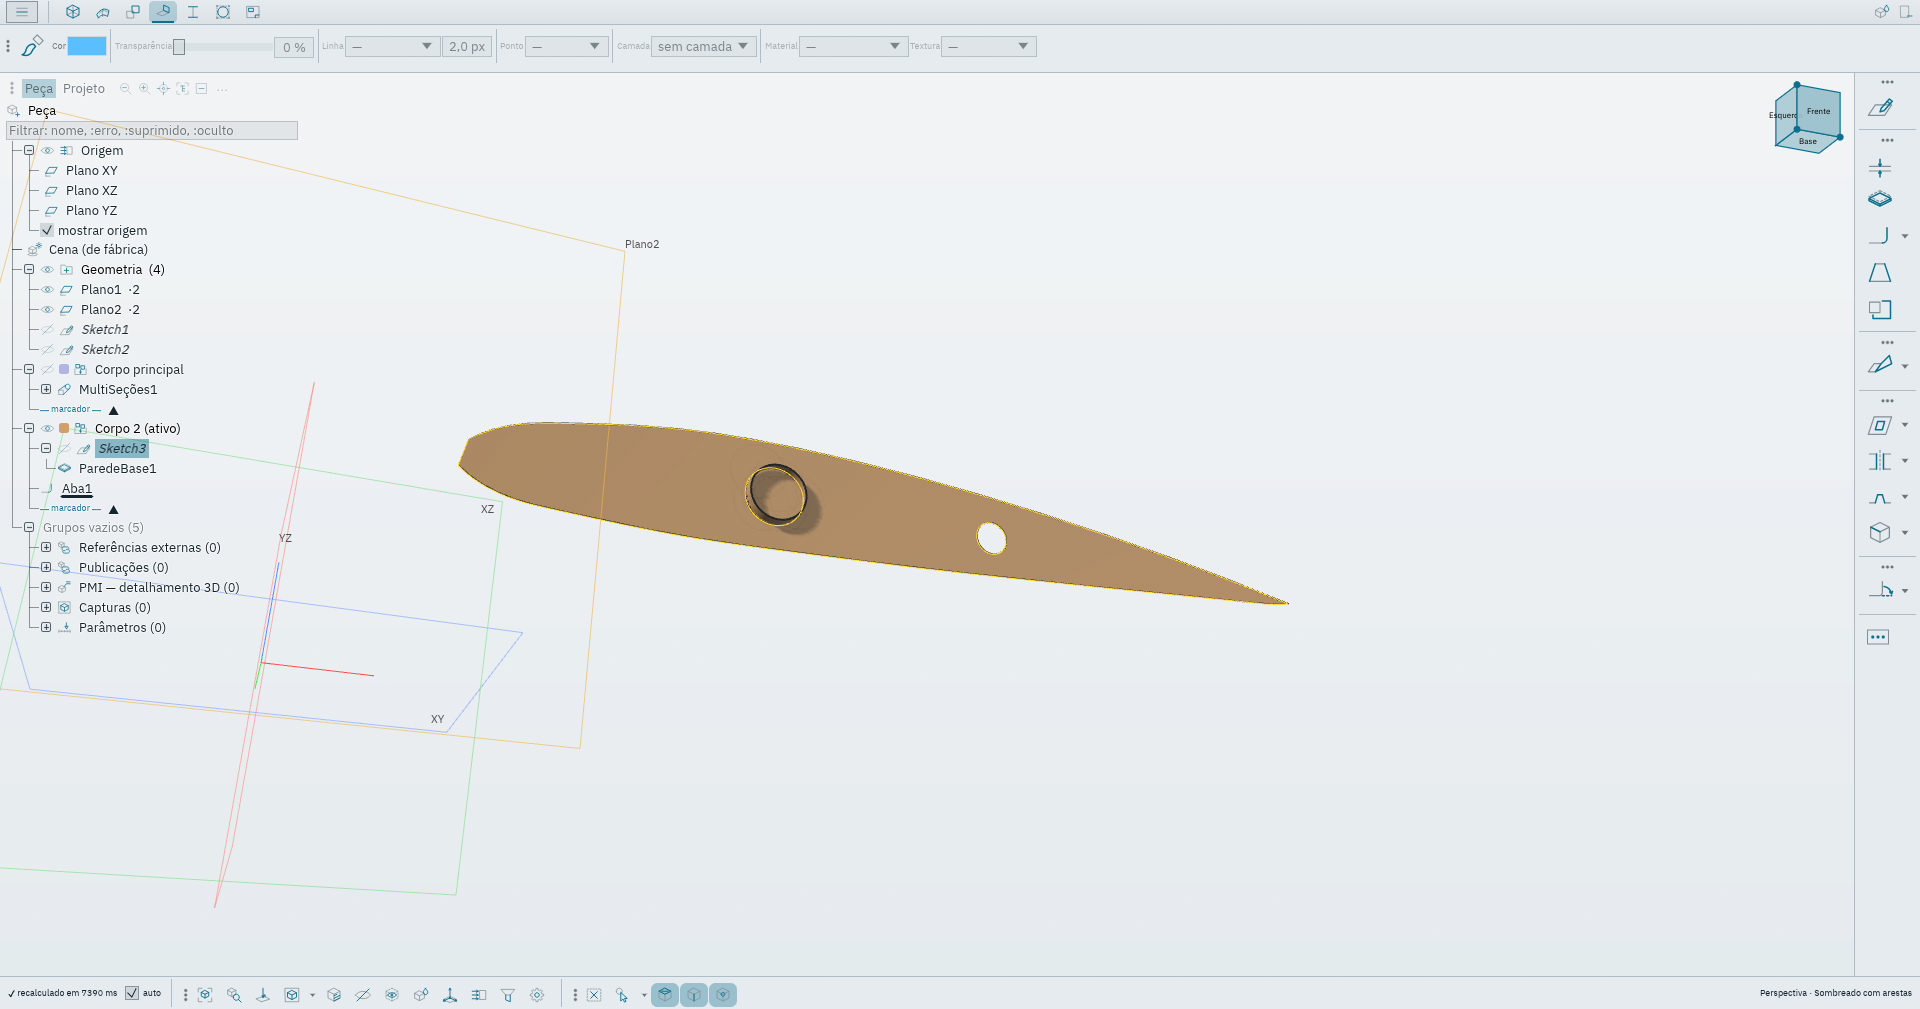 Cor
Transparência
0 %
Linha
—
2.0 px
Ponto
—
Camada
sem camada
Material
—
Textura
—
Peça
Projeto
...
Peça
Filtrar: nome, :erro, :suprimido, :oculto
Origem
Plano XY
Plano XZ
Plano YZ
mostrar origem
Cena (de fábrica)
Geometria (4)
Plano1 ·2
Plano2 ·2
Sketch1
Sketch2
Corpo principal
MultiSeções1
marcador
Corpo 2 (ativo)
Sketch3
ParedeBase1
Aba1
marcador
Grupos vazios (5)
Referências externas (0)
Publicações (0)
PMI — detalhamento 3D (0)
Capturas (0)
Parâmetros (0)
Plano2
XZ
YZ
XY
Frente
Base
✓ recalculado em 7390 ms
auto
Perspectiva · Sombreado com arestas